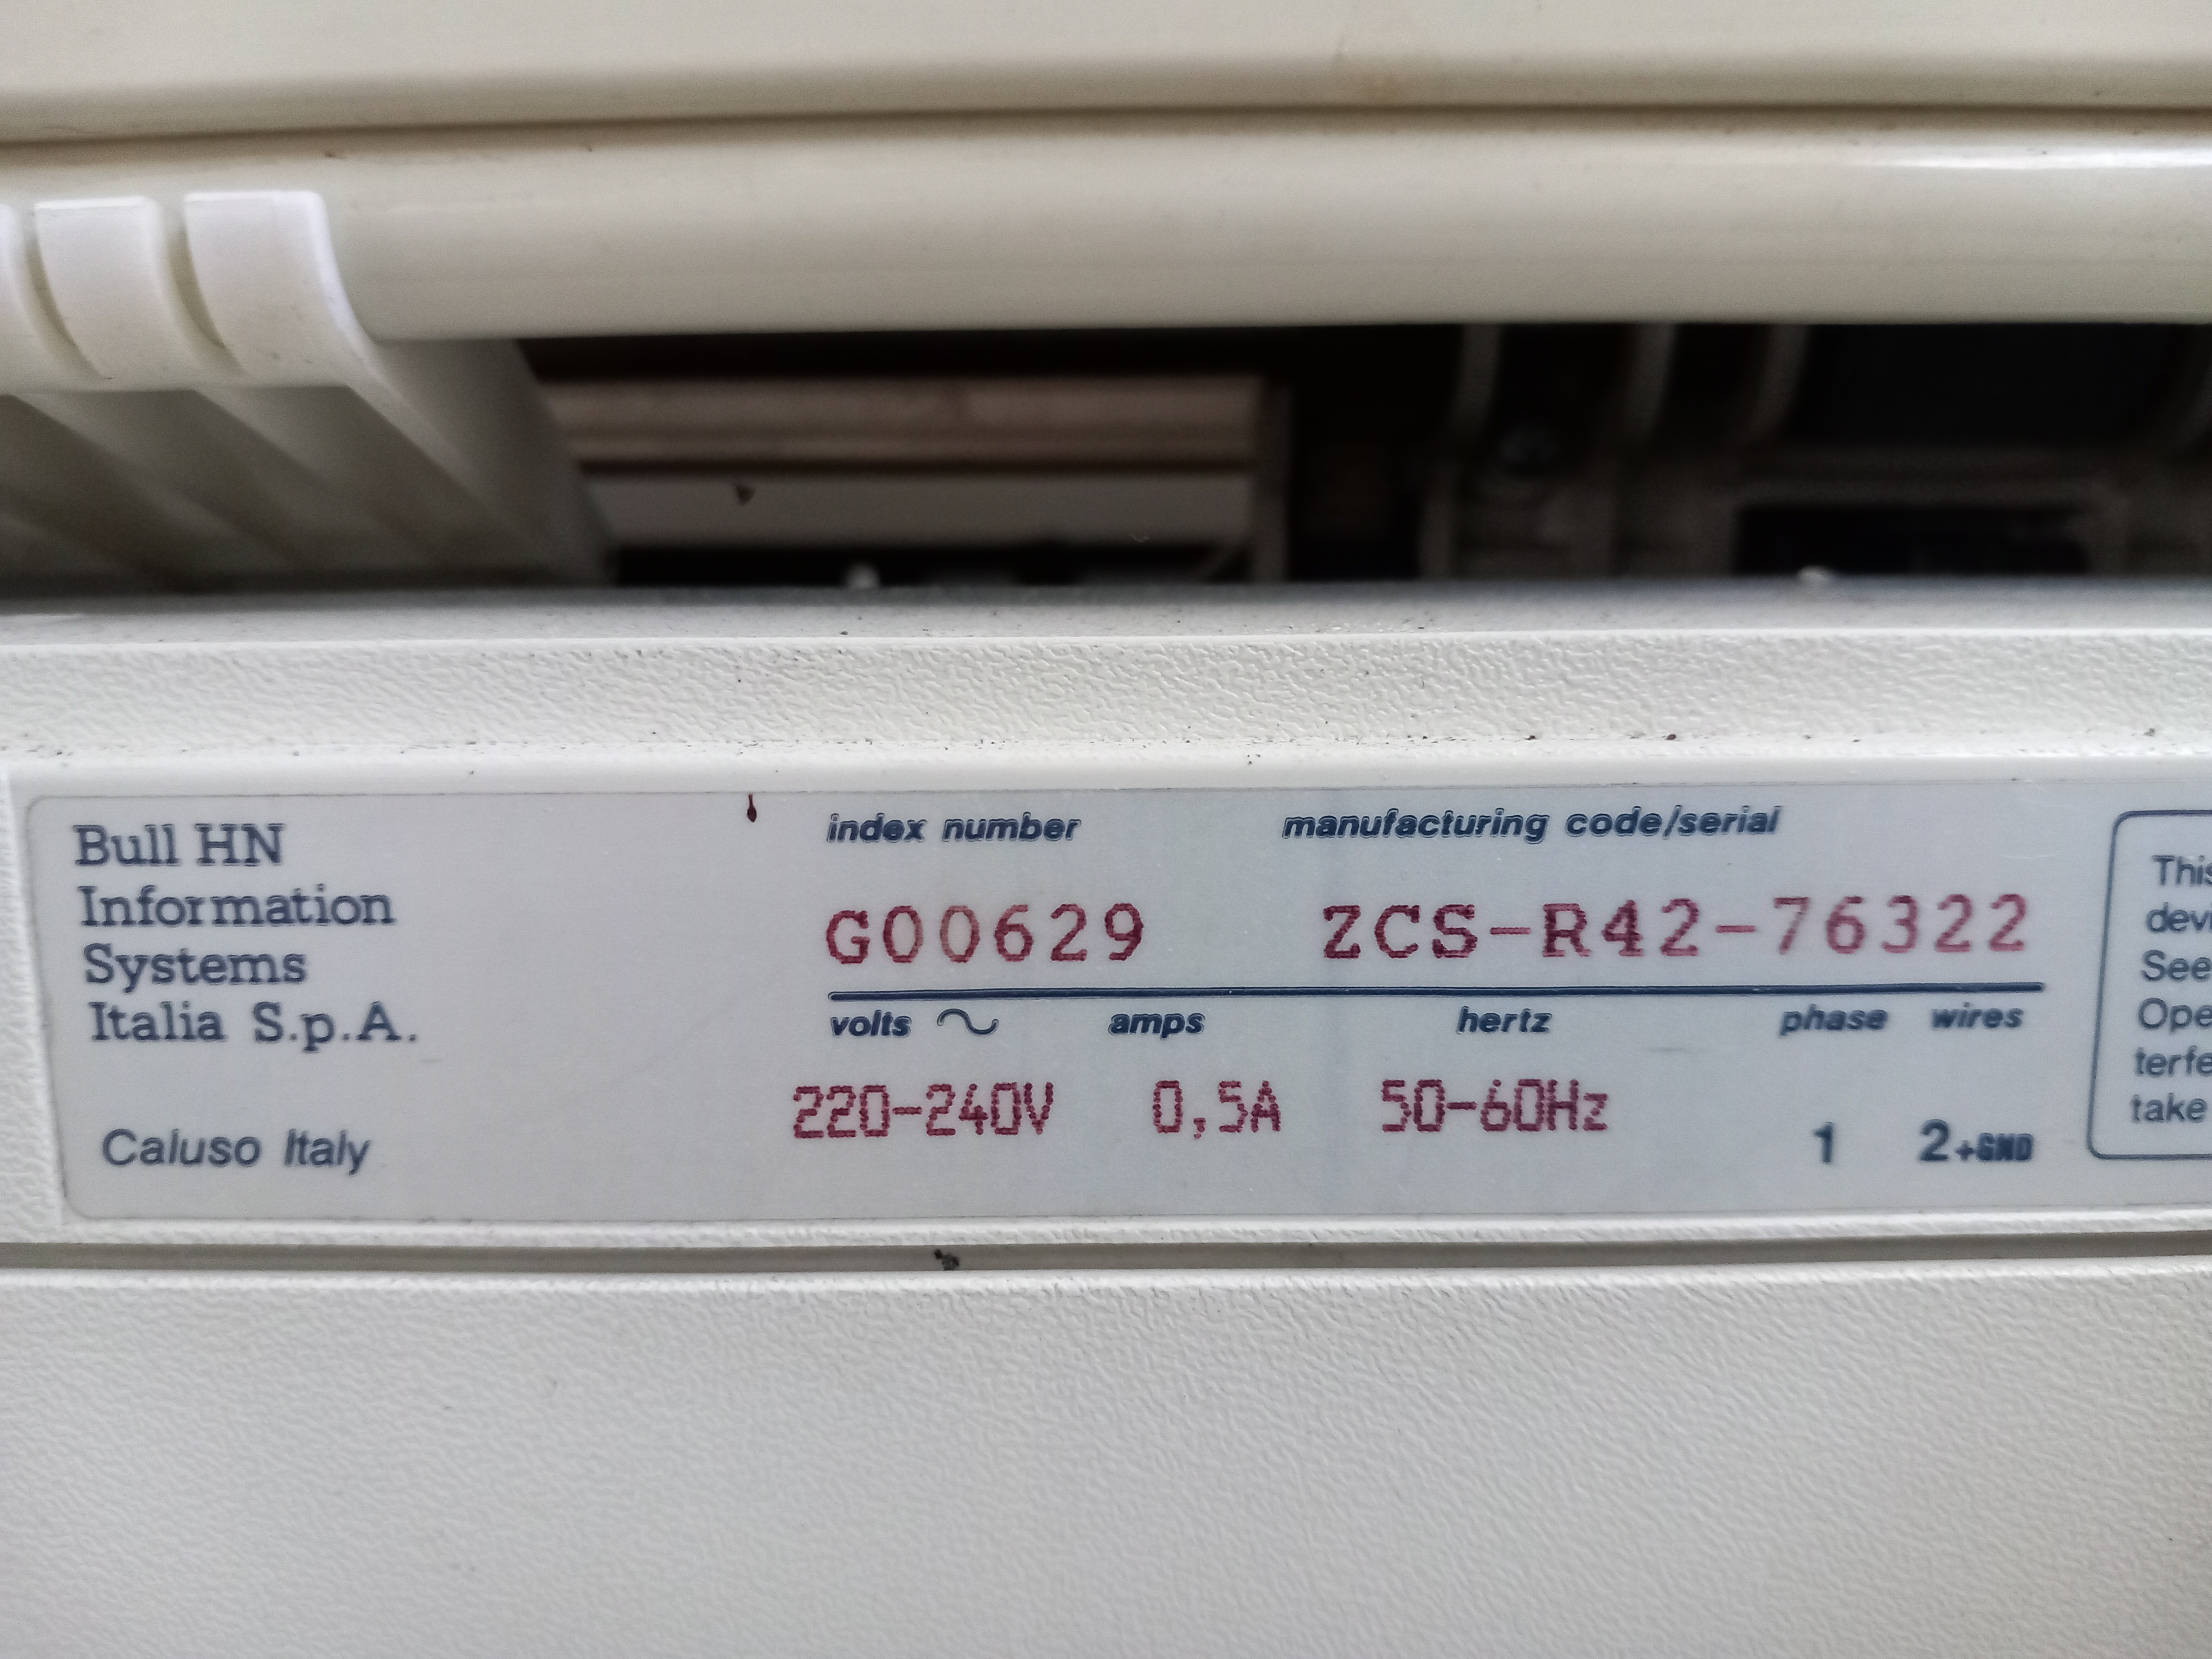 Bull HN
Information
Systems
Italia S.p.A.
Caluso Italy
index number manufacturing code/serial
G00629 ZCS-R42-76322
volts amps hertz phase wires
220-240V 0,5A 50-60Hz 1 2+GND
This
See
take